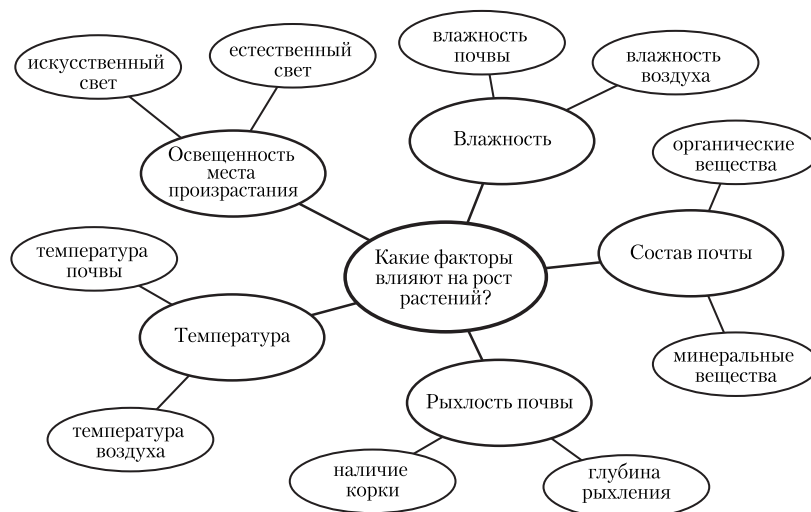 искусственный
свет
естественный
свет
влажность
почвы
влажность
воздуха
Освещенность
места
произрастания
Влажность
органические
вещества
температура
почвы
Какие факторы
влияют на рост
растений?
Состав почты
Температура
минеральные
вещества
Рыхлость почвы
температура
воздуха
наличие
корки
глубина
рыхления